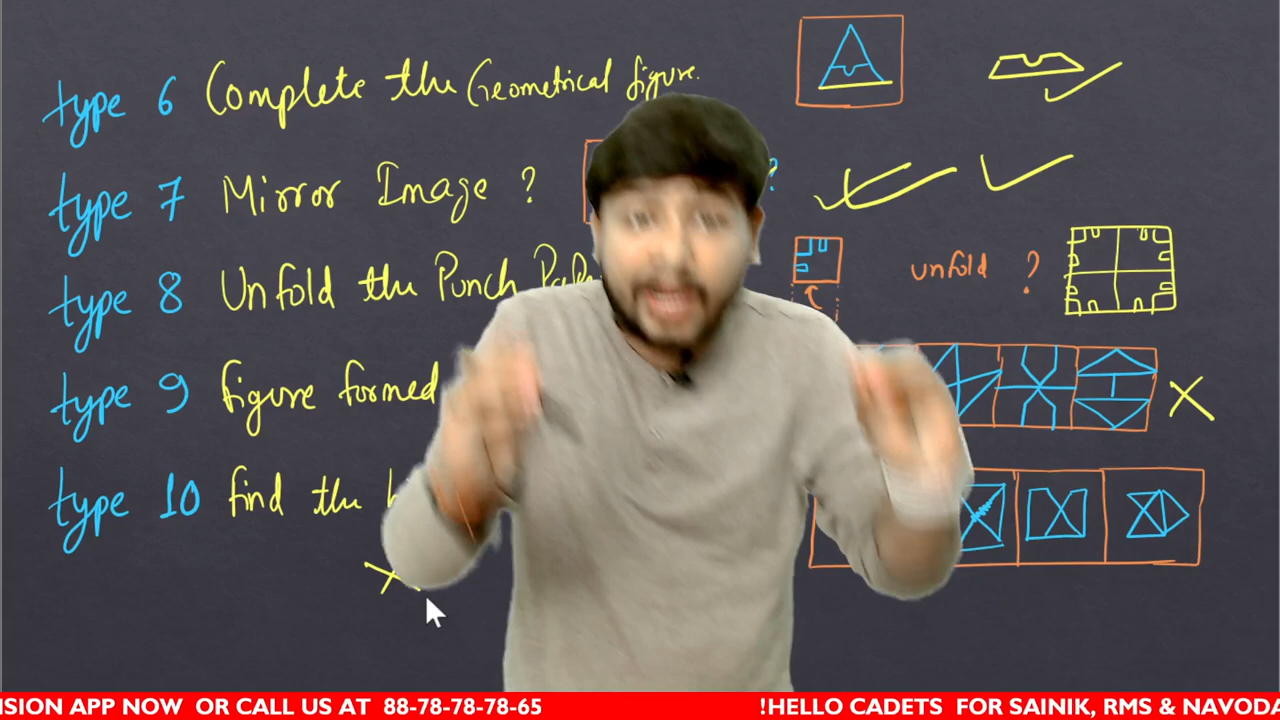 type 6 Complete the Geometrical figure.
type 7 Mirror Image ? ?
type 8 Unfold the Punch unfold ?
type 9 figure formed
type 10 find the
ISION APP NOW OR CALL US AT 88-78-78-78-65 !HELLO CADETS FOR SAINIK, RMS & NAVODA